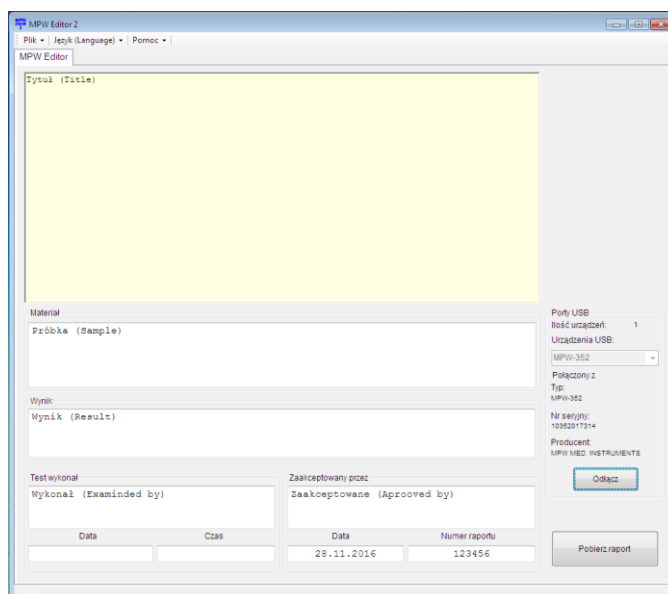 MPW Editor 2
Plik Język (Language) Pomoc
MPW Editor
Tytuł (Title)
Materiał
Próbka (Sample)
Wynik
Wynik (Result)
Test wykonał
Wykonał (Examinded by)
Data Czas
Zaakceptowany przez
Zaakceptowane (Aprooved by)
Data Numer raportu
28.11.2016 123456
Porty USB
Ilość urządzeń: 1
Urządzenia USB:
MPW-352
Połączony z
Typ:
MPW-352
Nr seryjny:
10352017314
Producent
MPW MED. INSTRUMENTS
Odłącz
Pobierz raport